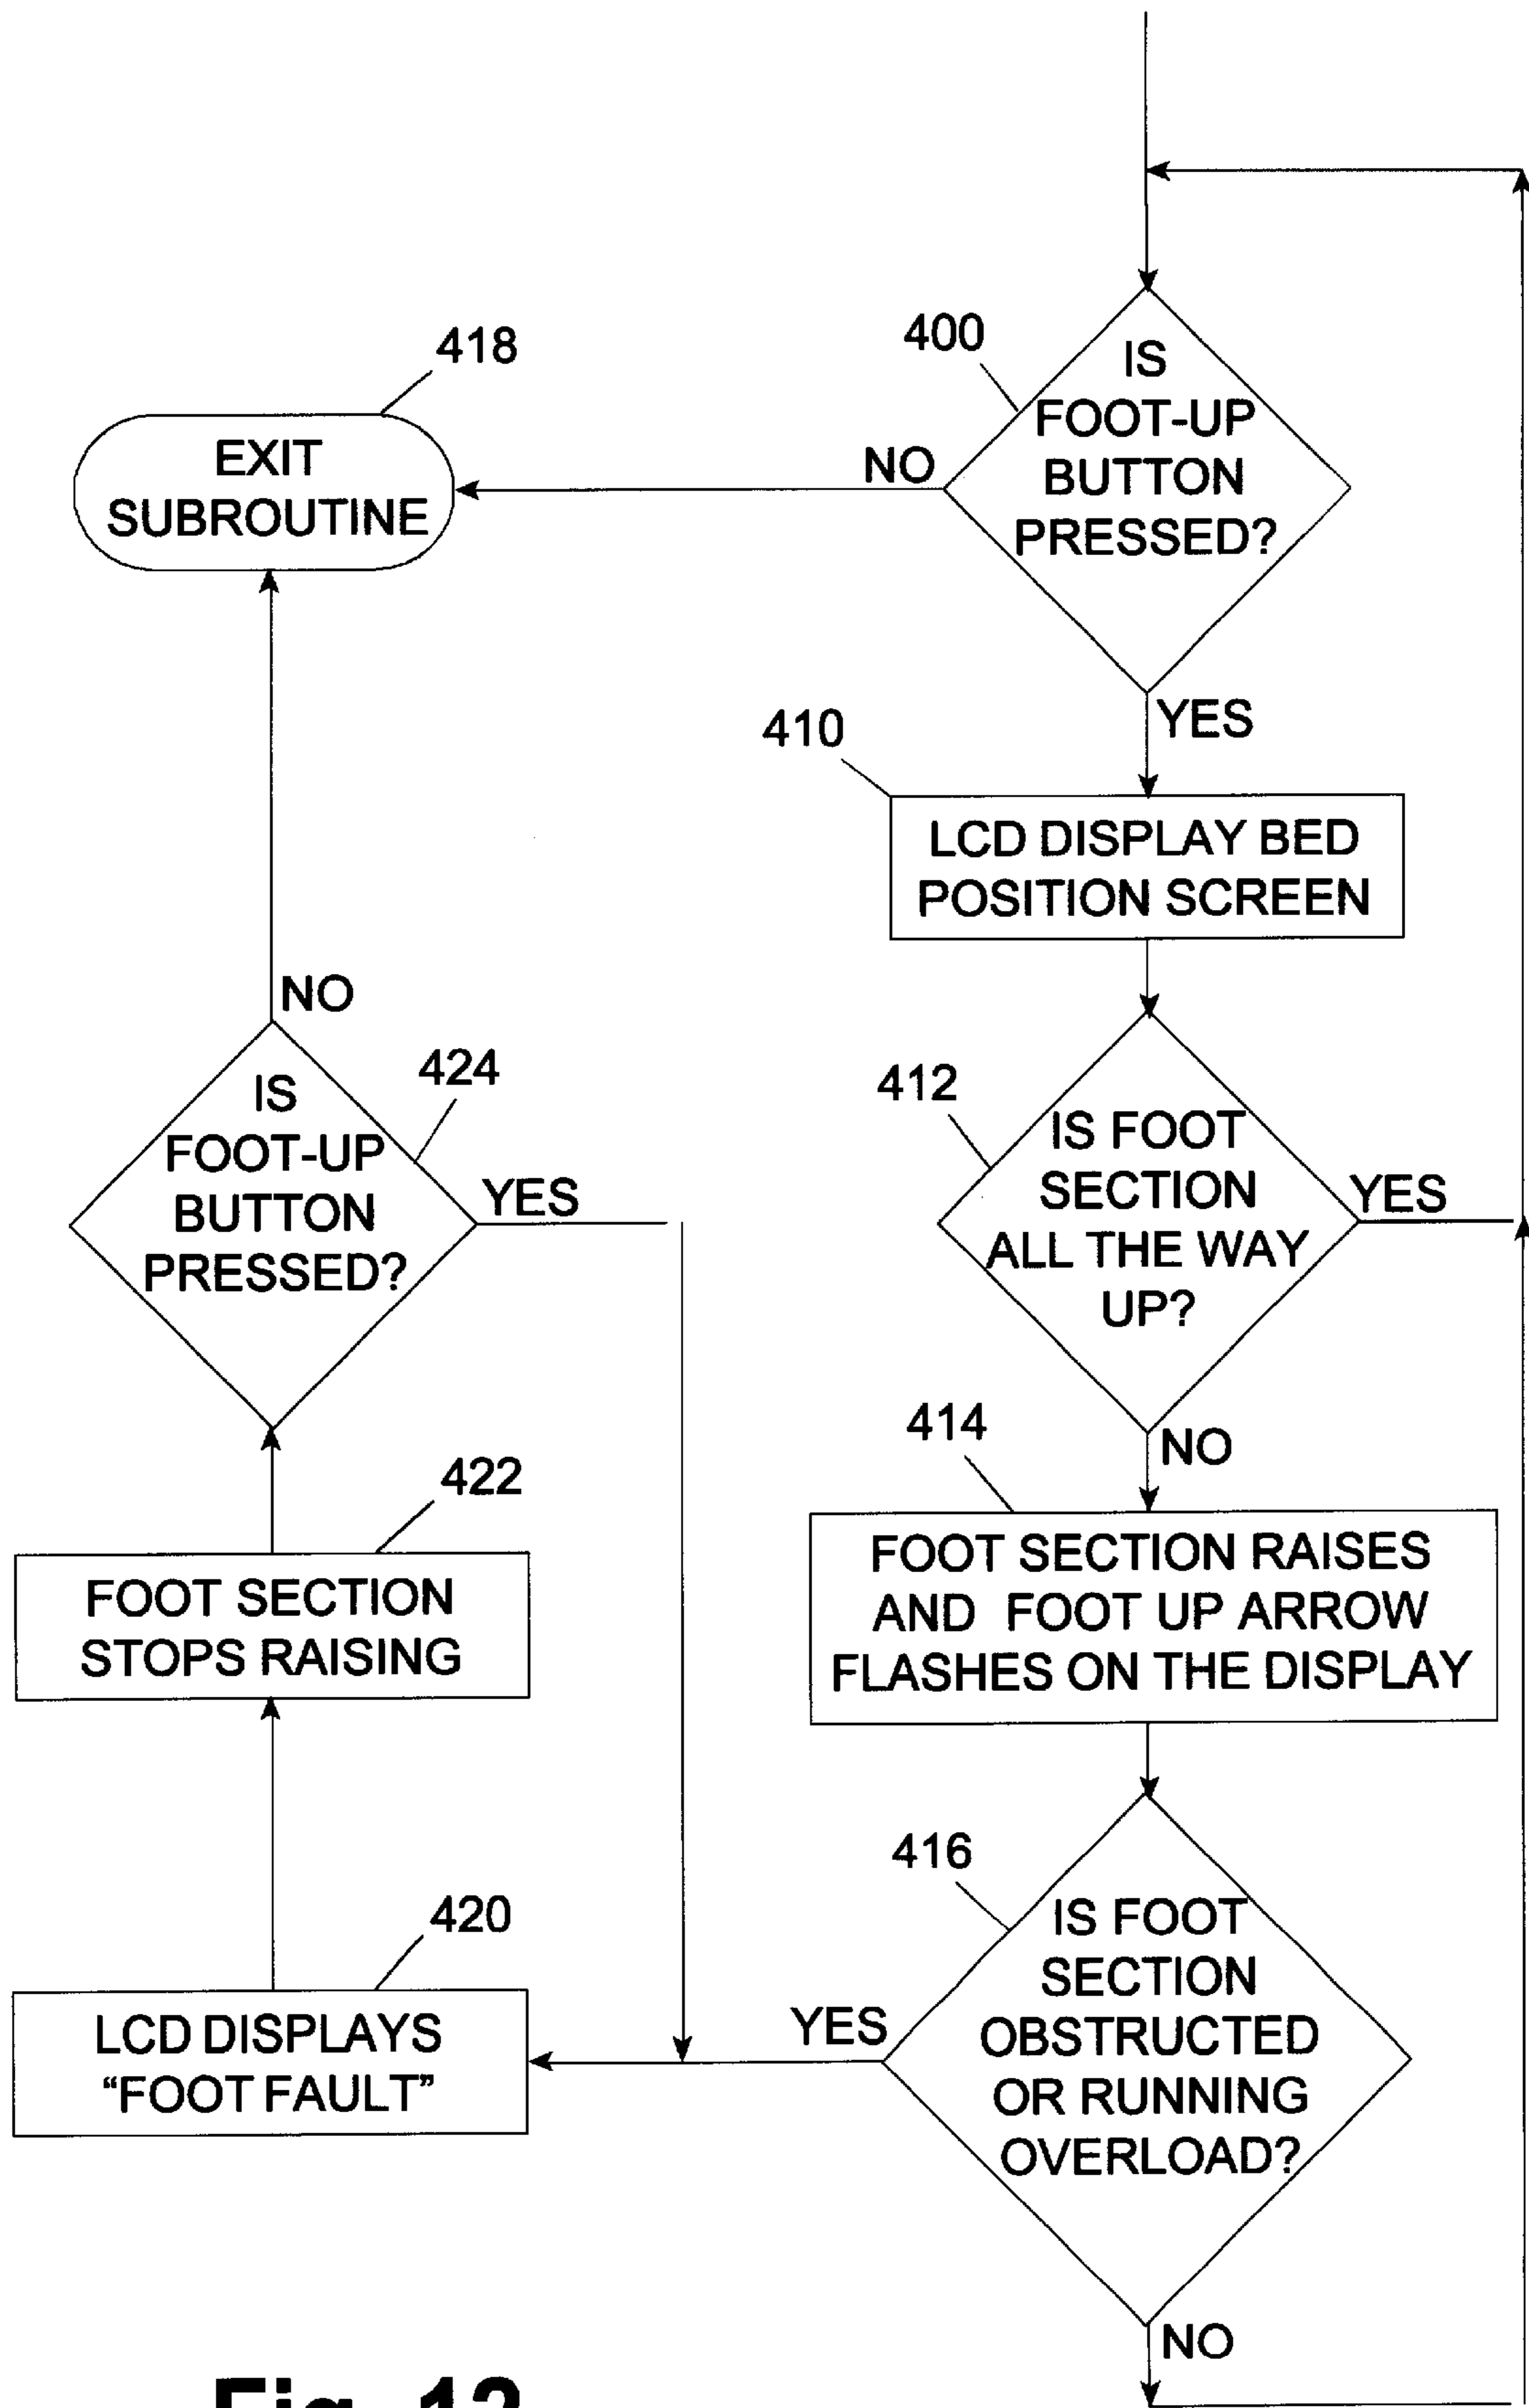 418
EXIT
SUBROUTINE
400
IS
FOOT-UP
BUTTON
PRESSED?
NO
YES
410
LCD DISPLAY BED
POSITION SCREEN
412
IS FOOT
SECTION
ALL THE WAY
UP?
YES
NO
414
FOOT SECTION RAISES
AND FOOT UP ARROW
FLASHES ON THE DISPLAY
416
IS FOOT
SECTION
OBSTRUCTED
OR RUNNING
OVERLOAD?
YES
NO
420
LCD DISPLAYS
“FOOT FAULT”
422
FOOT SECTION
STOPS RAISING
424
IS
FOOT-UP
BUTTON
PRESSED?
YES
NO